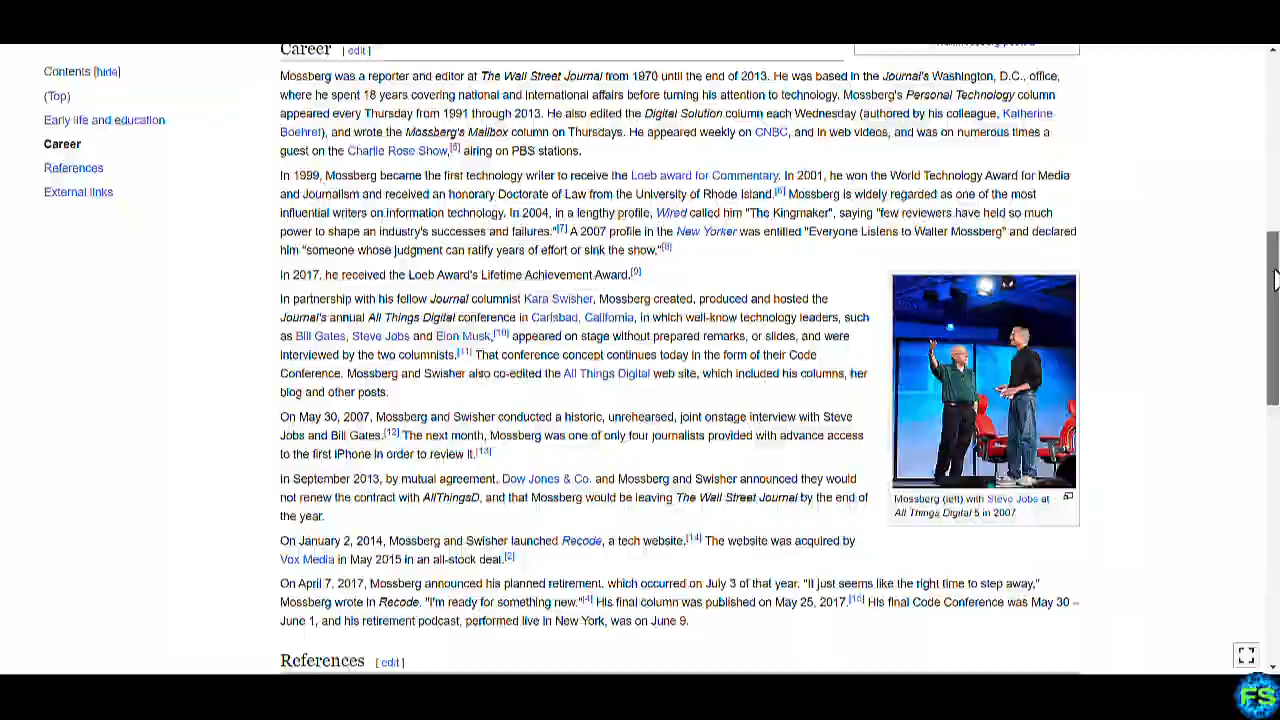 Career [ edit ]
Contents [hide]
(Top)
Early life and education
Career
References
External links
Mossberg was a reporter and editor at The Wall Street Journal from 1970 until the end of 2013. He was based in the Journal's Washington, D.C., office,
where he spent 18 years covering national and international affairs before turning his attention to technology. Mossberg's Personal Technology column
appeared every Thursday from 1991 through 2013. He also edited the Digital Solution column each Wednesday (authored by his colleague, Katherine
Boehret), and wrote the Mossberg's Mailbox column on Thursdays. He appeared weekly on CNBC, and in web videos, and was on numerous times a
guest on the Charlie Rose Show,[5] airing on PBS stations.
In 1999, Mossberg became the first technology writer to receive the Loeb award for Commentary. In 2001, he won the World Technology Award for Media
and Journalism and received an honorary Doctorate of Law from the University of Rhode Island.[6] Mossberg is widely regarded as one of the most
influential writers on information technology. In 2004, in a lengthy profile, Wired called him "The Kingmaker", saying "few reviewers have held so much
power to shape an industry's successes and failures."[7] A 2007 profile in the New Yorker was entitled "Everyone Listens to Walter Mossberg" and declared
him "someone whose judgment can ratify years of effort or sink the show."[8]
In 2017, he received the Loeb Award's Lifetime Achievement Award.[9]
In partnership with his fellow Journal columnist Kara Swisher, Mossberg created, produced and hosted the
Journal's annual All Things Digital conference in Carlsbad, California, in which well-know technology leaders, such
as Bill Gates, Steve Jobs and Elon Musk,[10] appeared on stage without prepared remarks, or slides, and were
interviewed by the two columnists.[11] That conference concept continues today in the form of their Code
Conference. Mossberg and Swisher also co-edited the All Things Digital web site, which included his columns, her
blog and other posts.
On May 30, 2007, Mossberg and Swisher conducted a historic, unrehearsed, joint onstage interview with Steve
Jobs and Bill Gates.[12] The next month, Mossberg was one of only four journalists provided with advance access
to the first iPhone in order to review it.[13]
In September 2013, by mutual agreement, Dow Jones & Co. and Mossberg and Swisher announced they would
not renew the contract with AllThingsD, and that Mossberg would be leaving The Wall Street Journal by the end of
the year.
Mossberg (left) with Steve Jobs at
All Things Digital 5 in 2007
On January 2, 2014, Mossberg and Swisher launched Recode, a tech website.[14] The website was acquired by
Vox Media in May 2015 in an all-stock deal.[2]
On April 7, 2017, Mossberg announced his planned retirement, which occurred on July 3 of that year. "It just seems like the right time to step away,"
Mossberg wrote in Recode. "I'm ready for something new."[4] His final column was published on May 25, 2017.[15] His final Code Conference was May 30 –
June 1, and his retirement podcast, performed live in New York, was on June 9.
References [ edit ]
FS